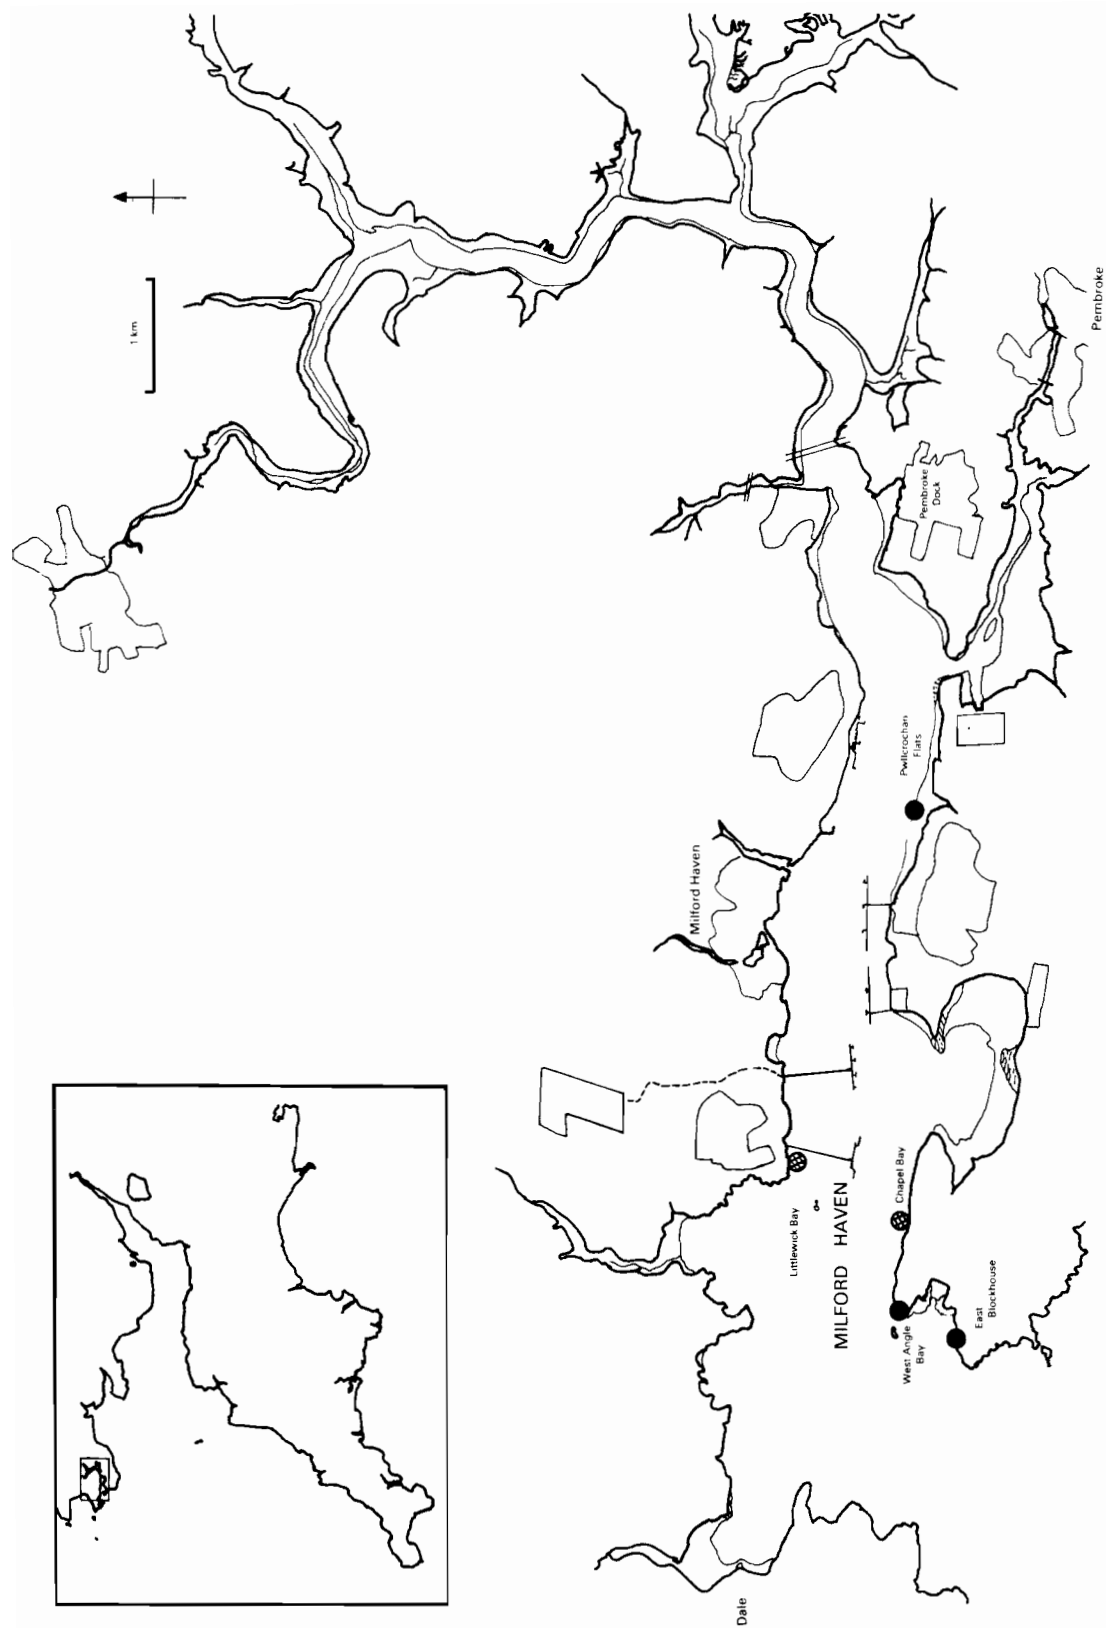 1 km
Pembroke
Pembroke
Dock
Pwllcrochan
Flats
Milford Haven
Littlewick Bay
MILFORD HAVEN
Chapel Bay
West Angle
Bay
East
Blockhouse
Dale